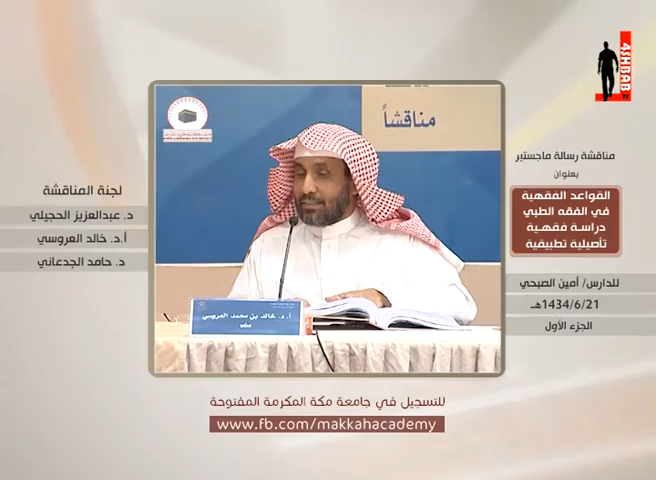 4SHBAB
TV
مناقشاً
مناقشة رسالة ماجستير
بعنوان
القواعد الفقهية
في الفقه الطبي
دراسة فقهية
تأصيلية تطبيقية
للدارس/ أمين الصبحي
1434/6/21هـ
الجزء الأول
لجنة المناقشة
د. عبدالعزيز الحجيلي
أ.د. خالد العروسي
د. حامد الجدعاني
أ. د. خالد بن محمد العروسي
للتسجيل في جامعة مكة المكرمة المفتوحة
www.fb.com/makkahacademy